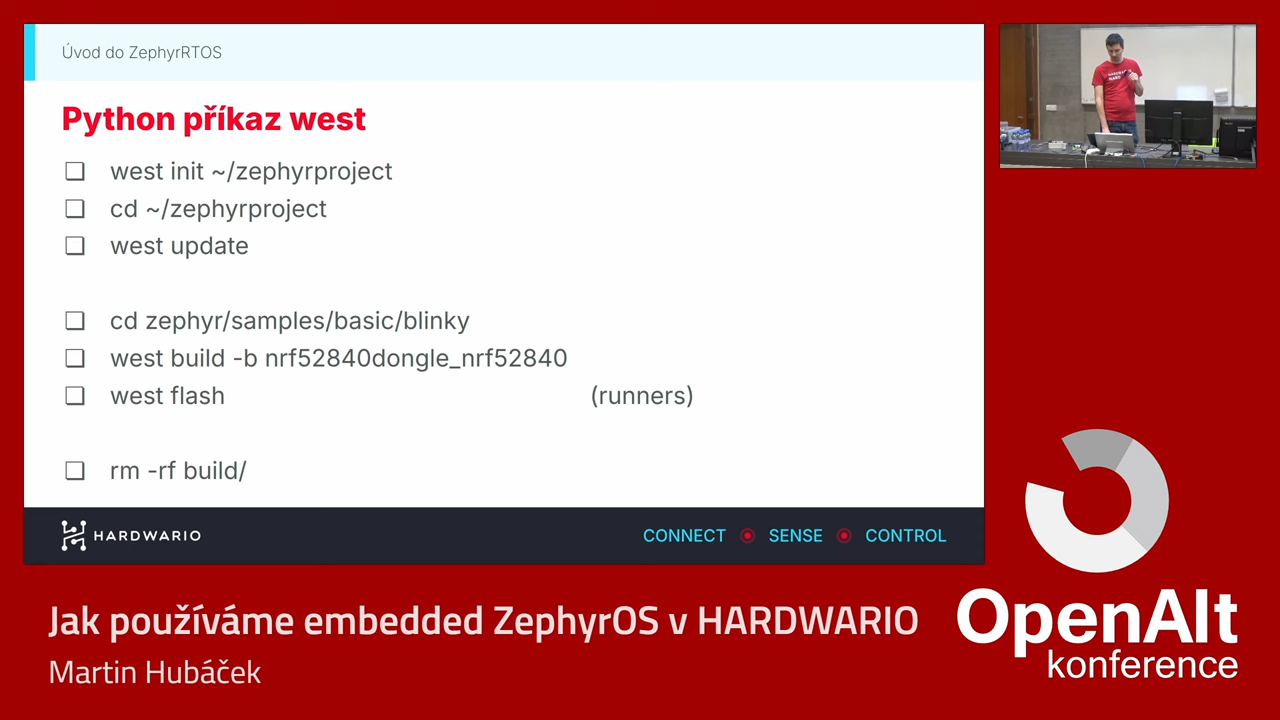 Úvod do ZephyrRTOS
Python příkaz west
west init ~/zephyrproject
cd ~/zephyrproject
west update
cd zephyr/samples/basic/blinky
west build -b nrf52840dongle_nrf52840
west flash (runners)
rm -rf build/
HARDWARIO
CONNECT SENSE CONTROL
Jak používáme embedded ZephyrOS v HARDWARIO
Martin Hubáček
OpenAlt
konference